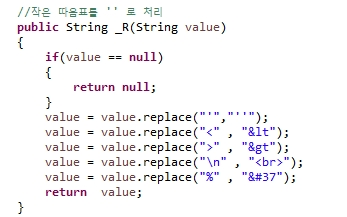 //작은 따옴표를 '' 로 처리
public String _R(String value)
{
    if(value == null)
    {
        return null;
    }
    value = value.replace("'","''");
    value = value.replace("<" , "&lt");
    value = value.replace(">" , "&gt");
    value = value.replace("\n" , "<br>");
    value = value.replace("%" , "&#37");
    return  value;
}